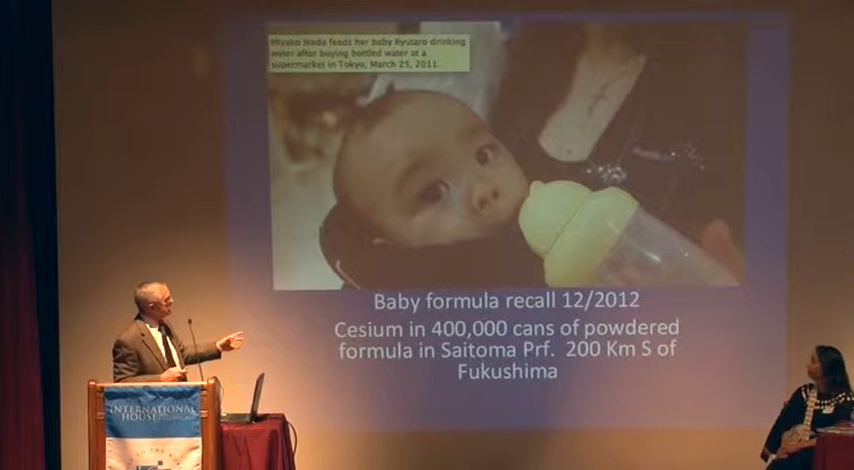 Miyako Ikeda feeds her baby Ryutaro drinking
water after buying bottled water at a
supermarket in Tokyo, March 25, 2011.
Baby formula recall 12/2012
Cesium in 400,000 cans of powdered
formula in Saitoma Prf. 200 Km S of
Fukushima
INTERNATIONAL
HOUSE
TO THE